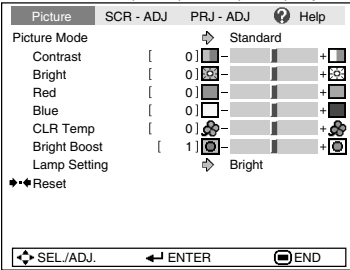 Picture SCR - ADJ PRJ - ADJ ? Help
Picture Mode Standard
Contrast [ 0 ] - +
Bright [ 0 ] - +
Red [ 0 ] - +
Blue [ 0 ] - +
CLR Temp [ 0 ] - +
Bright Boost [ 1 ] - +
Lamp Setting Bright
Reset
SEL./ADJ. ENTER END